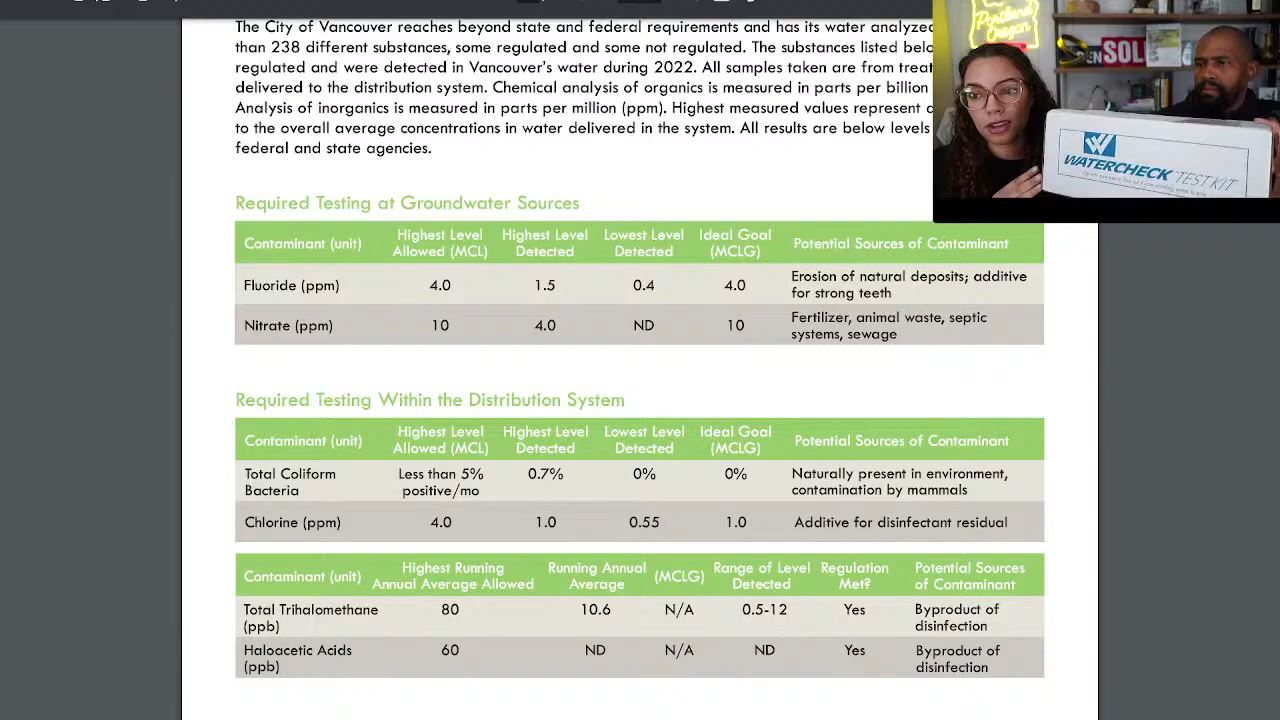 The City of Vancouver reaches beyond state and federal requirements and has its water analyzed
than 238 different substances, some regulated and some not regulated. The substances listed
regulated and were detected in Vancouver's water during 2022. All samples taken are from
delivered to the distribution system. Chemical analysis of organics is measured in parts per billion
Analysis of inorganics is measured in parts per million (ppm). Highest measured values represent
to the overall average concentrations in water delivered in the system. All results are below levels
federal and state agencies.
Portland
Oregon
SOL
WATERCHECK TEST KIT
Required Testing at Groundwater Sources
Contaminant (unit) Highest Level Allowed (MCL) Highest Level Detected Lowest Level Detected Ideal Goal (MCLG) Potential Sources of Contaminant
Fluoride (ppm) 4.0 1.5 0.4 4.0 Erosion of natural deposits; additive for strong teeth
Nitrate (ppm) 10 4.0 ND 10 Fertilizer, animal waste, septic systems, sewage
Required Testing Within the Distribution System
Contaminant (unit) Highest Level Allowed (MCL) Highest Level Detected Lowest Level Detected Ideal Goal (MCLG) Potential Sources of Contaminant
Total Coliform Bacteria Less than 5% positive/mo 0.7% 0% 0% Naturally present in environment, contamination by mammals
Chlorine (ppm) 4.0 1.0 0.55 1.0 Additive for disinfectant residual
Contaminant (unit) Highest Running Annual Average Allowed Running Annual Average (MCLG) Range of Level Detected Regulation Met? Potential Sources of Contaminant
Total Trihalomethane (ppb) 80 10.6 N/A 0.5-12 Yes Byproduct of disinfection
Haloacetic Acids (ppb) 60 ND N/A ND Yes Byproduct of disinfection